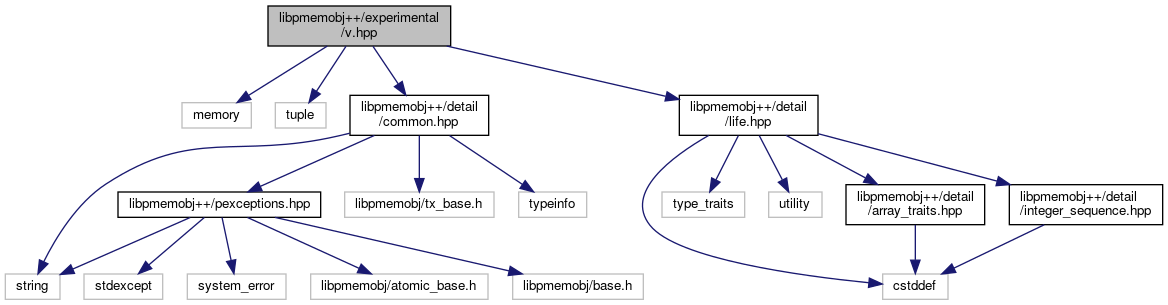 libpmemobj++/experimental
/v.hpp
memory
tuple
libpmemobj++/detail
/common.hpp
libpmemobj++/detail
/life.hpp
libpmemobj++/pexceptions.hpp
libpmemobj/tx_base.h
typeinfo
type_traits
utility
libpmemobj++/detail
/array_traits.hpp
libpmemobj++/detail
/integer_sequence.hpp
string
stdexcept
system_error
libpmemobj/atomic_base.h
libpmemobj/base.h
cstddef